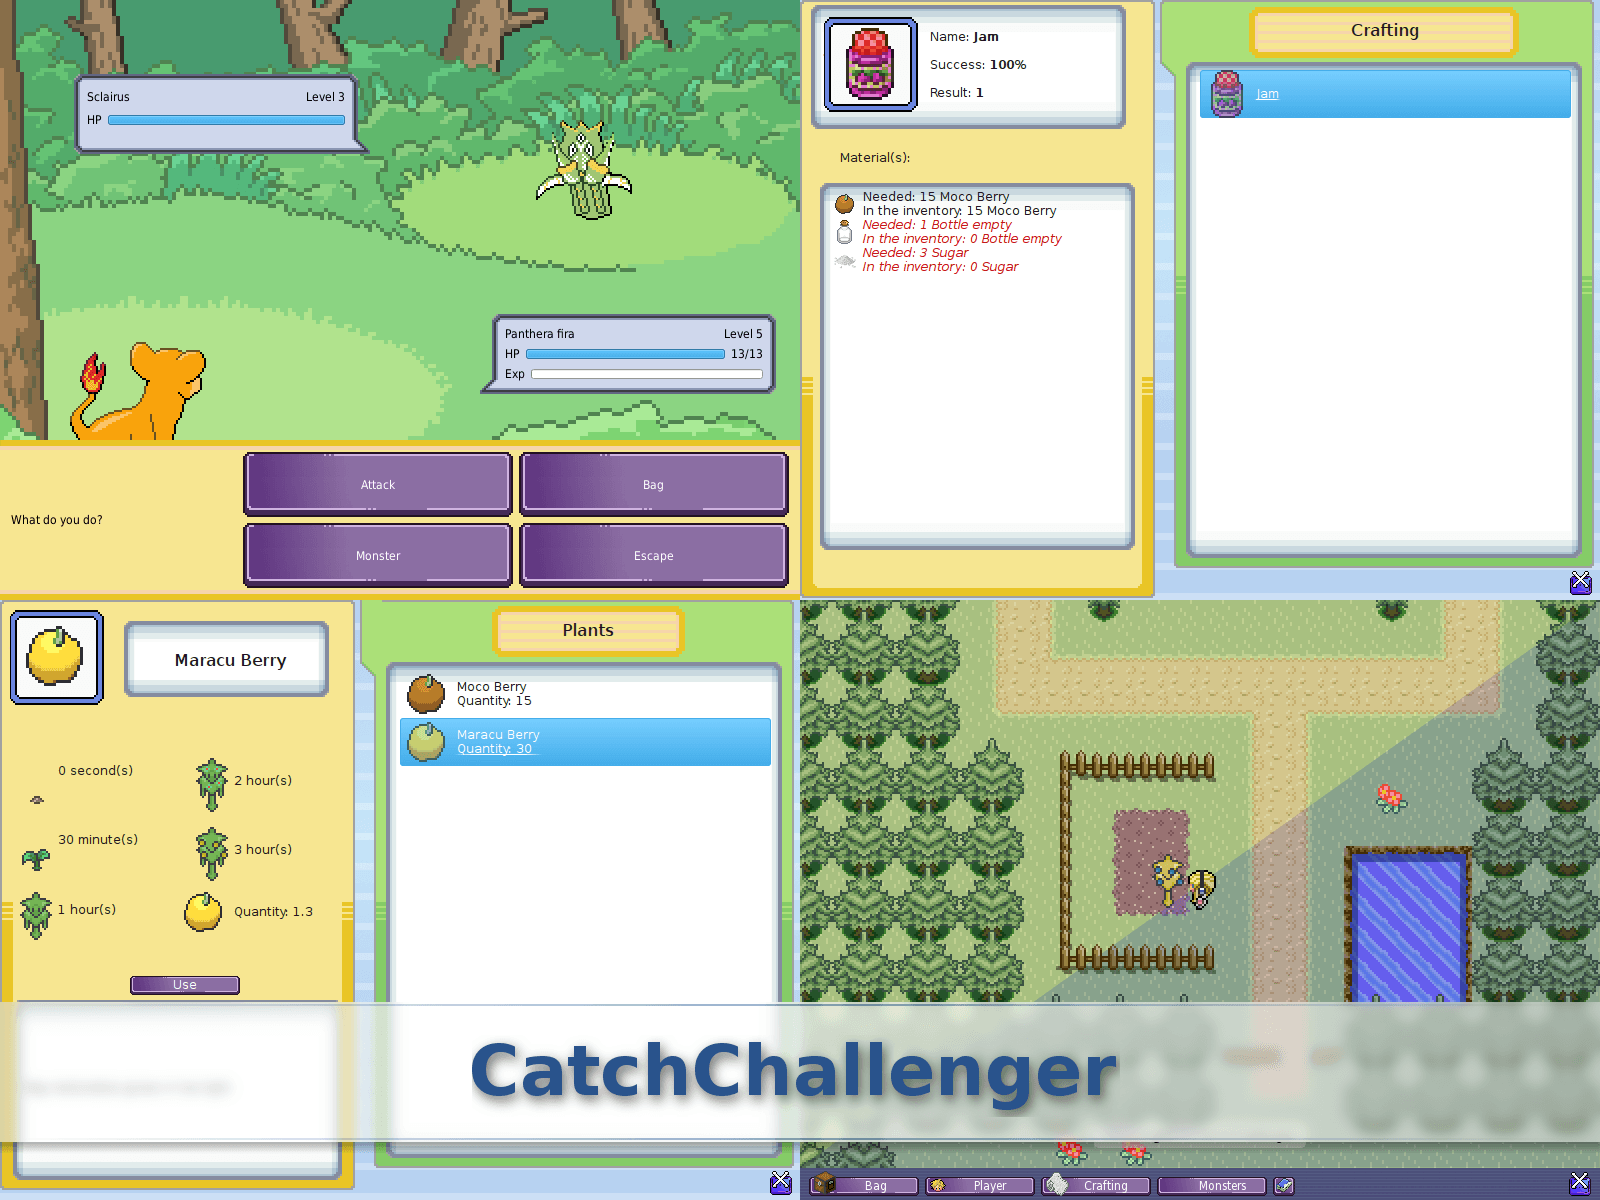 Sclairus Level 3
HP
Panthera fira Level 5
HP 13/13
Exp
What do you do?
Attack
Bag
Monster
Escape
Name: Jam
Success: 100%
Result: 1
Material(s):
Needed: 15 Moco Berry
In the inventory: 15 Moco Berry
Needed: 1 Bottle empty
In the inventory: 0 Bottle empty
Needed: 3 Sugar
In the inventory: 0 Sugar
Crafting
Jam
Maracu Berry
0 second(s)
2 hour(s)
30 minute(s)
3 hour(s)
1 hour(s)
Quantity: 1.3
Use
Plants
Moco Berry
Quantity: 15
Maracu Berry
Quantity: 30
CatchChallenger
Bag
Player
Crafting
Monsters